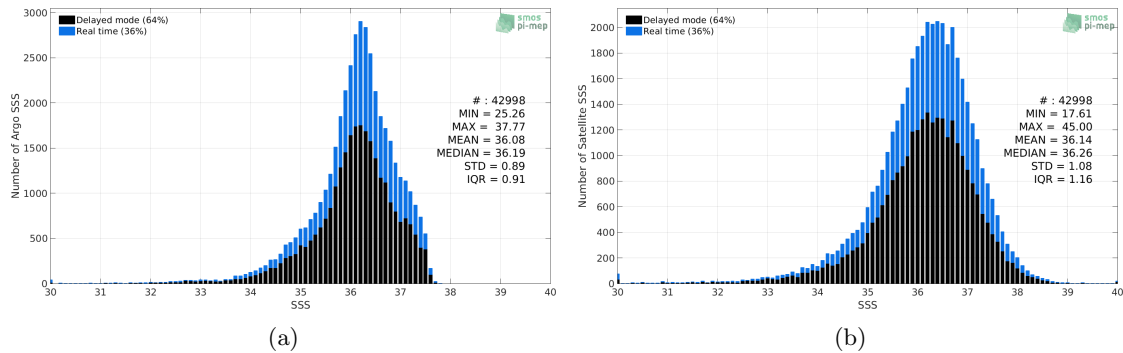 Delayed mode (64%)
Real time (36%)
smos
pi-mep
3000
2500
2000
1500
1000
500
0
Number of Argo SSS
# : 42998
MIN = 25.26
MAX = 37.77
MEAN = 36.08
MEDIAN = 36.19
STD = 0.89
IQR = 0.91
30 31 32 33 34 35 36 37 38 39 40
SSS
(a)
Delayed mode (64%)
Real time (36%)
smos
pi-mep
2000
1800
1600
1400
1200
1000
800
600
400
200
0
Number of Satellite SSS
# : 42998
MIN = 17.61
MAX = 45.00
MEAN = 36.14
MEDIAN = 36.26
STD = 1.08
IQR = 1.16
30 31 32 33 34 35 36 37 38 39 40
SSS
(b)